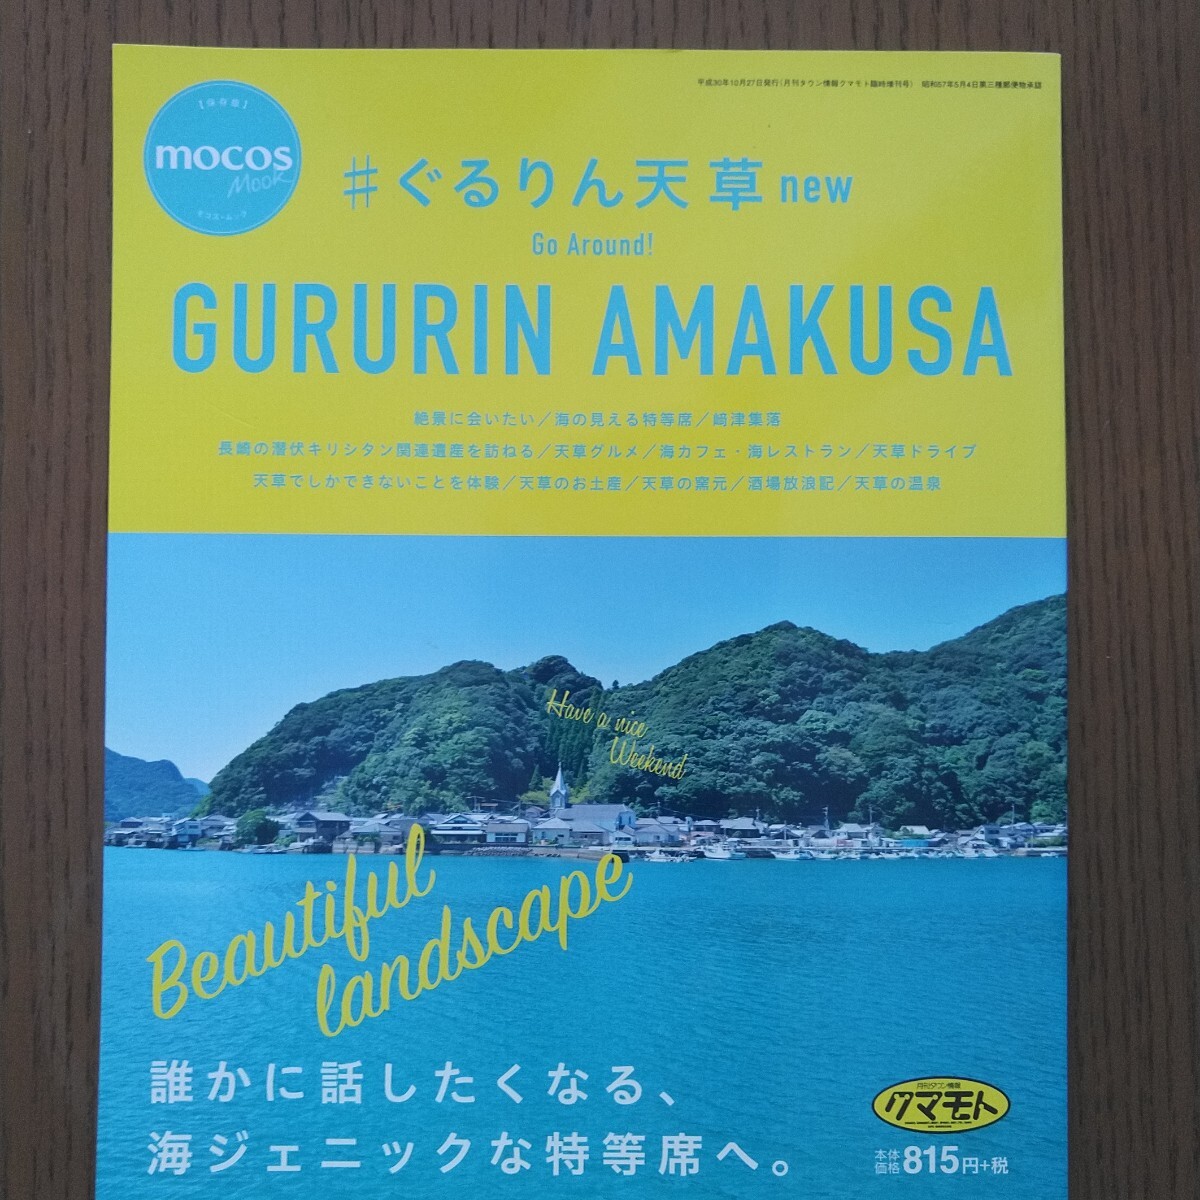 平成30年10月27日発行(月刊タウン情報クマモト臨時増刊号) 昭和57年5月4日第三種郵便物承認
【保存版】
mocos
Mook
モコス・ムック
#ぐるりん天草new
Go Around!
GURURIN AMAKUSA
絶景に会いたい/海の見える特等席/﨑津集落
長崎の潜伏キリシタン関連遺産を訪ねる/天草グルメ/海カフェ・海レストラン/天草ドライブ
天草でしかできないことを体験/天草のお土産/天草の窯元/酒場放浪記/天草の温泉
Have a nice
Weekend
Beautiful
landscape
誰かに話したくなる、
海ジェニックな特等席へ。
月刊タウン情報
クマモト
本体価格815円+税